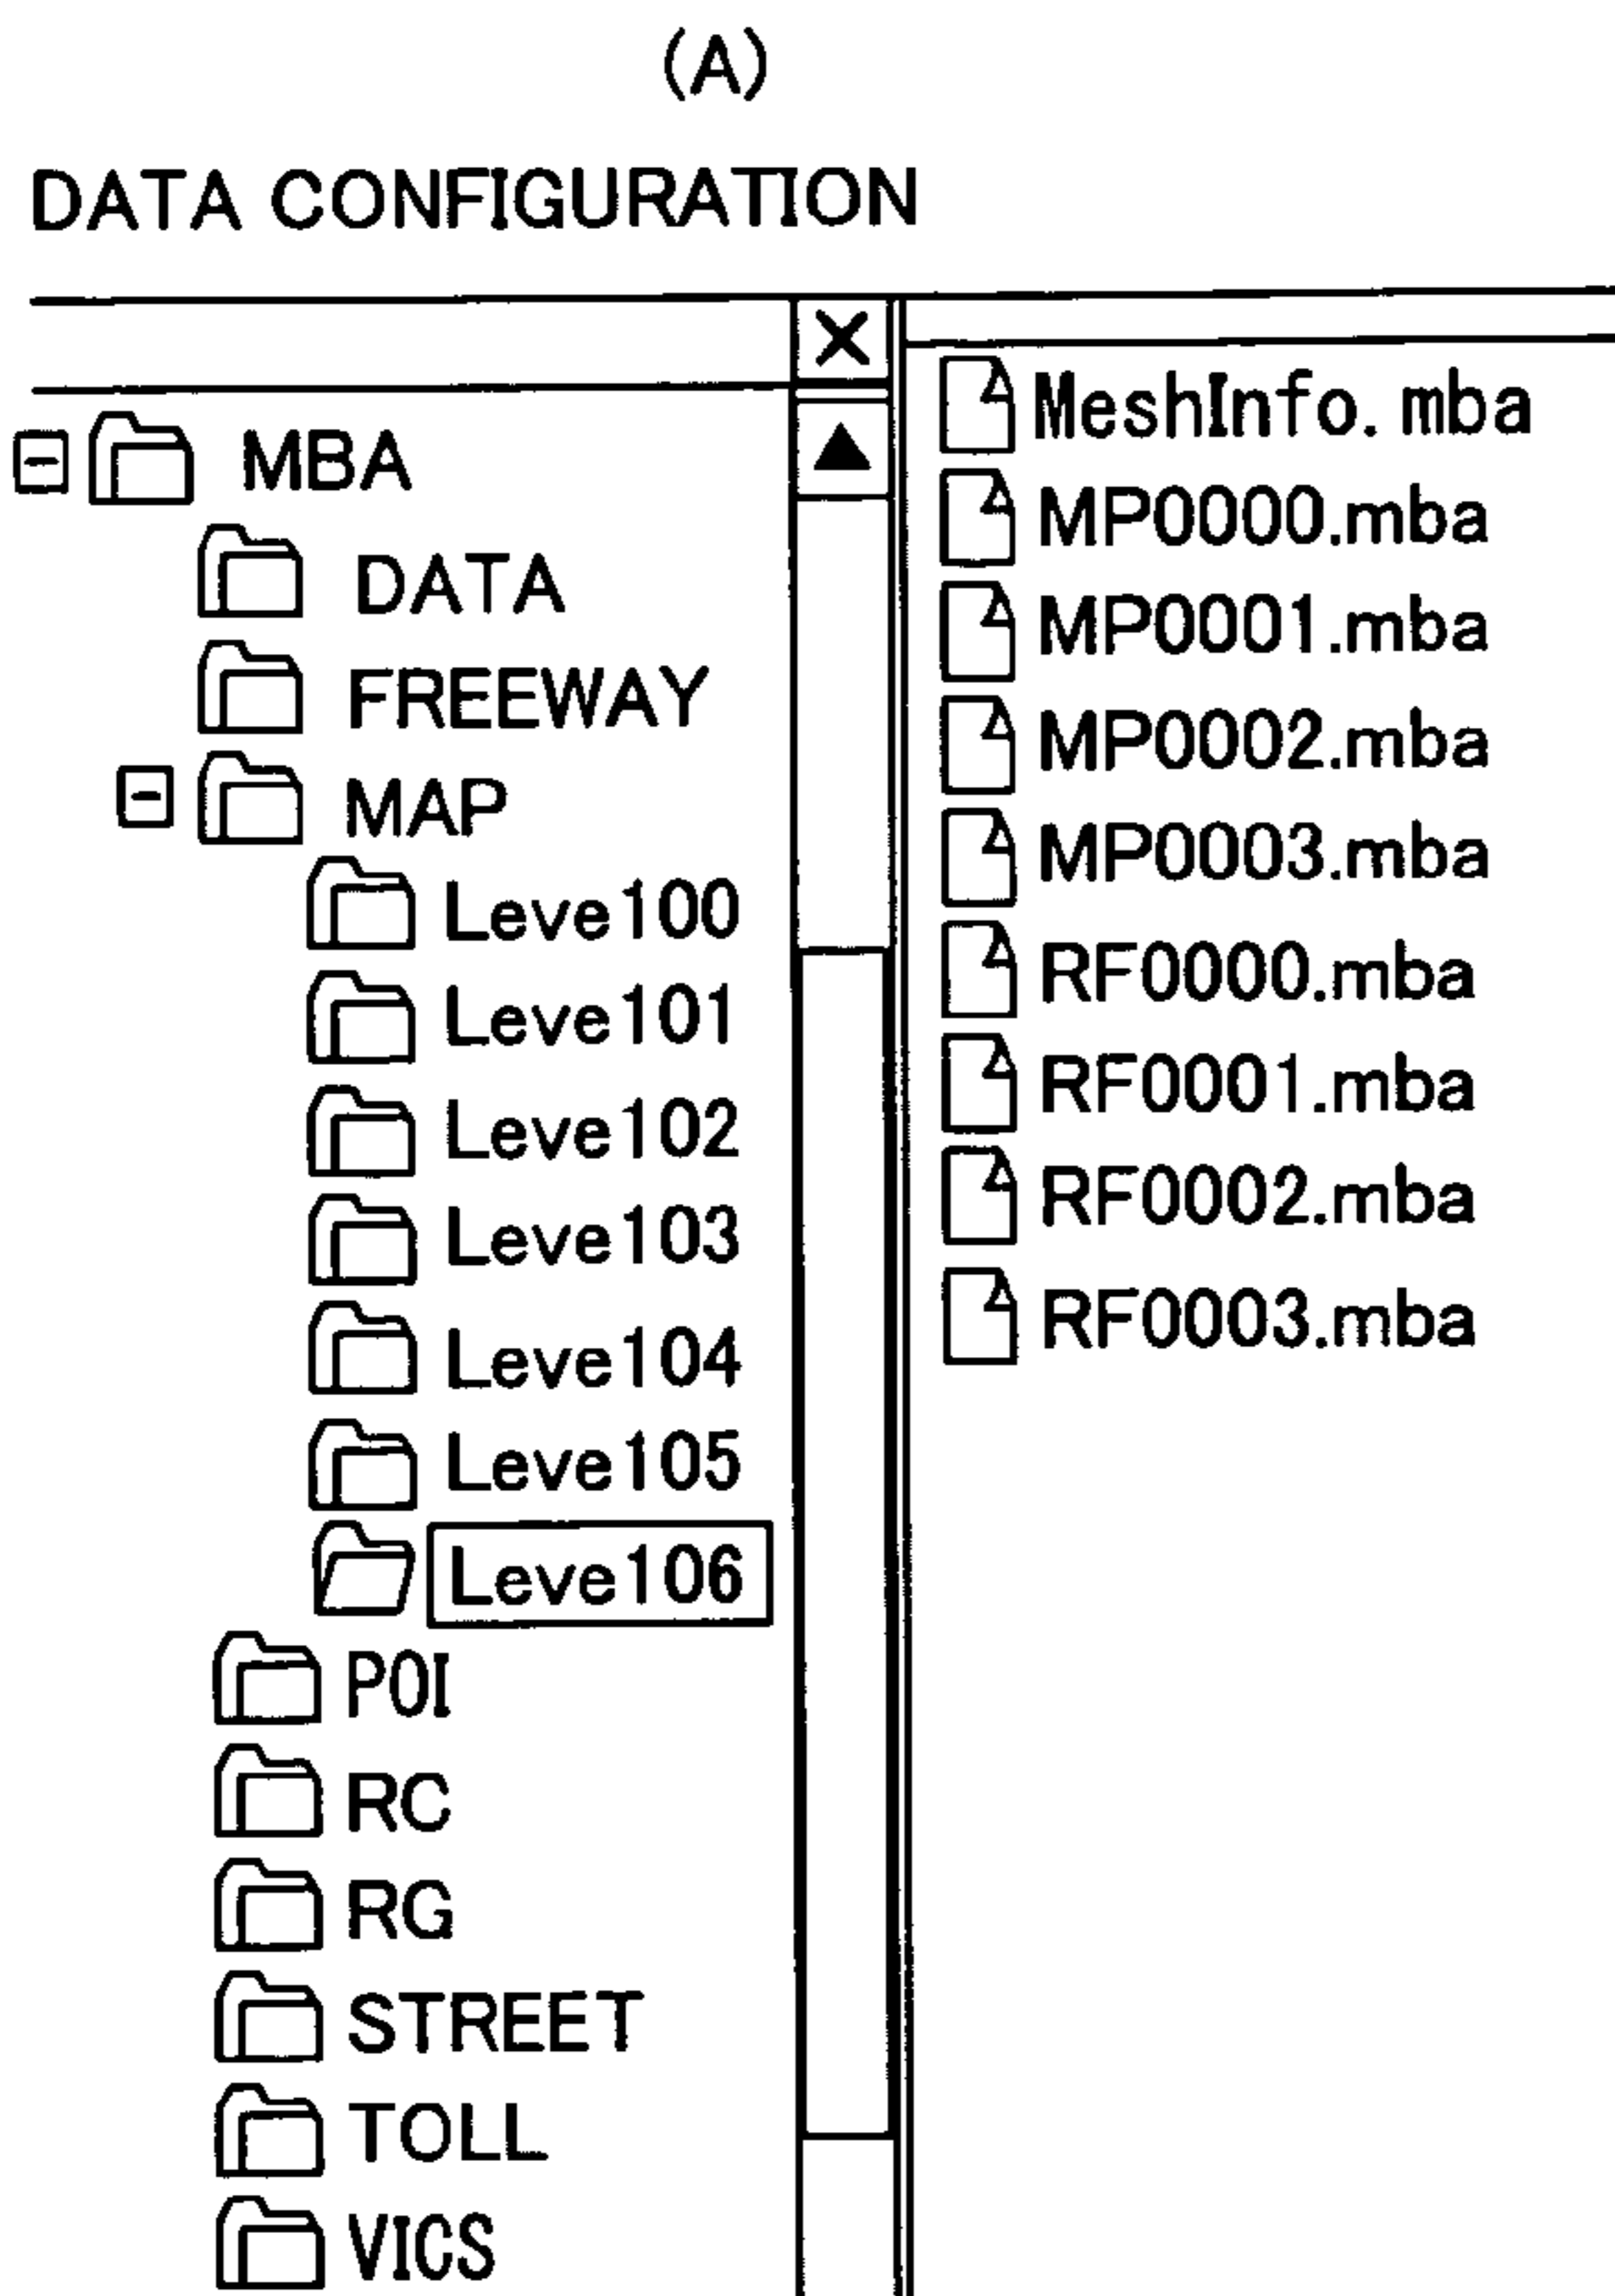 (A)
DATA CONFIGURATION
MBA
DATA
FREEWAY
MAP
Leve100
Leve101
Leve102
Leve103
Leve104
Leve105
Leve106
POI
RC
RG
STREET
TOLL
VICS
MeshInfo.mba
MP0000.mba
MP0001.mba
MP0002.mba
MP0003.mba
RF0000.mba
RF0001.mba
RF0002.mba
RF0003.mba